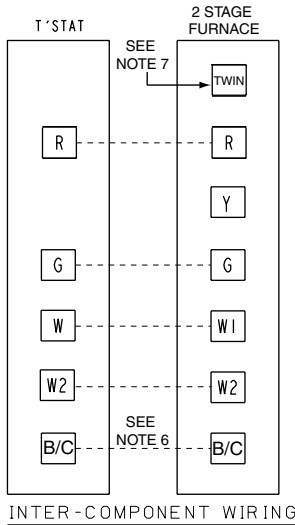 T'STAT
2 STAGE
FURNACE
SEE
NOTE 7
TWIN
R R
Y
G G
W W1
W2 W2
SEE
NOTE 6
B/C B/C
INTER-COMPONENT WIRING